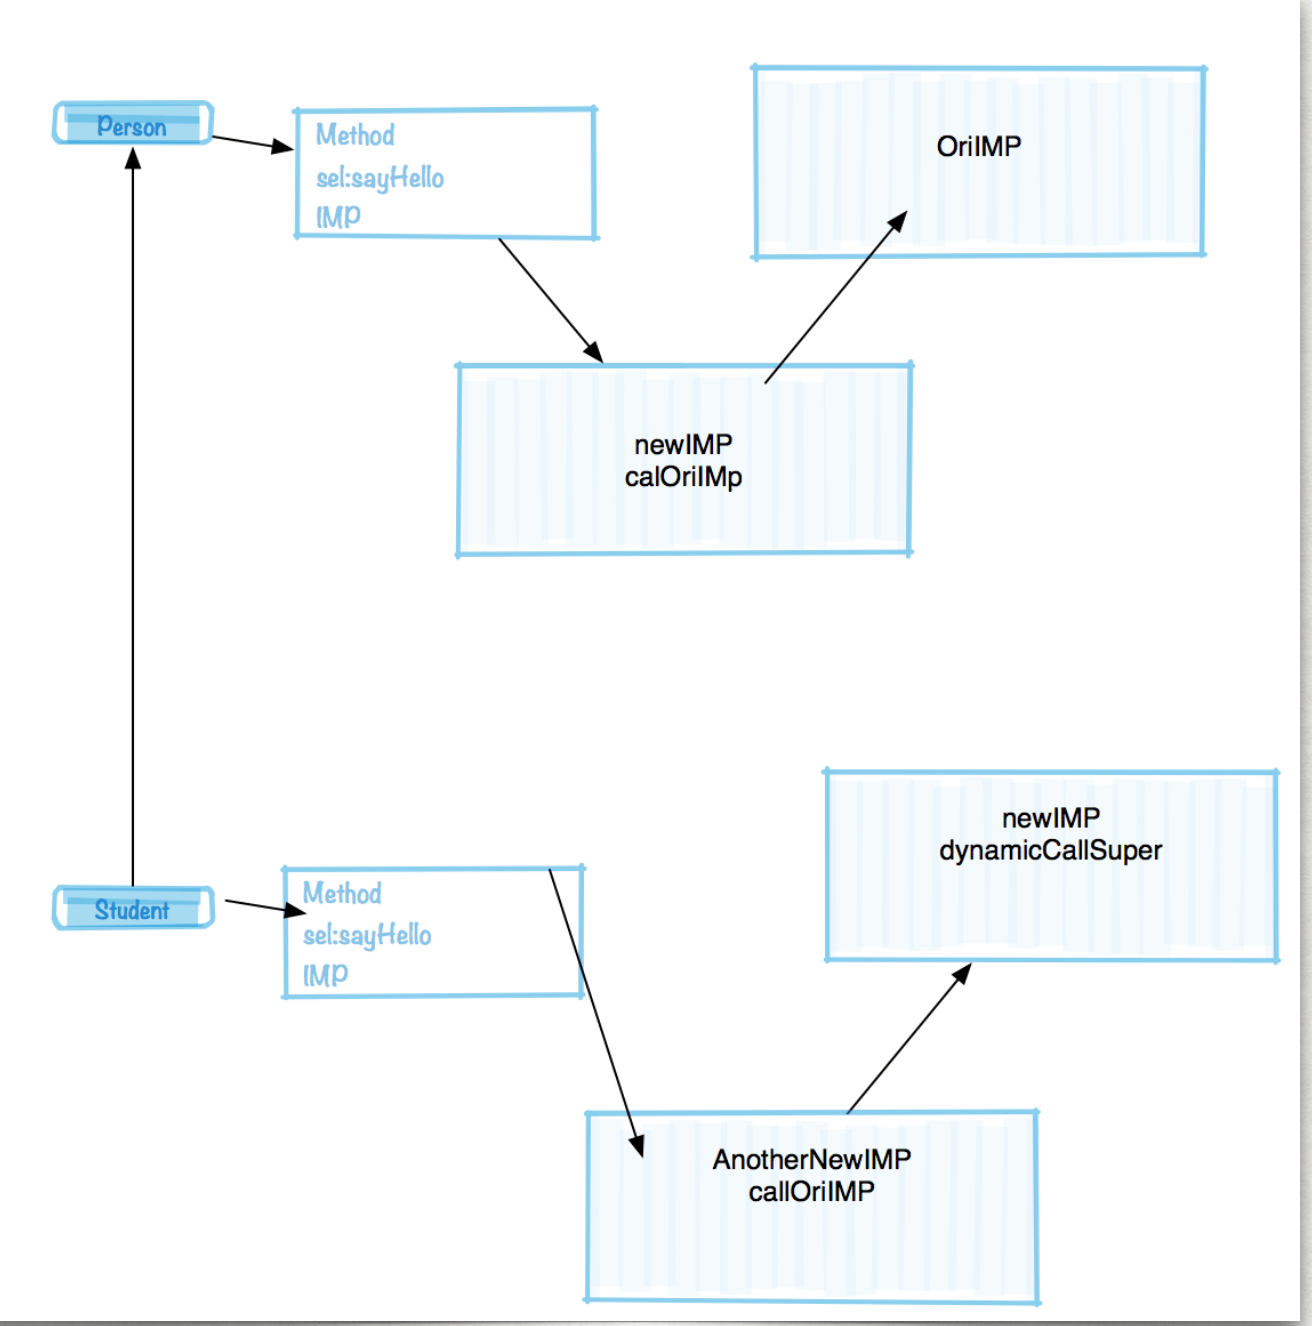 Person
Method
sel:sayHello
IMP
OriIMP
newIMP
calOriIMp
Student
Method
sel:sayHello
IMP
newIMP
dynamicCallSuper
AnotherNewIMP
callOriIMP